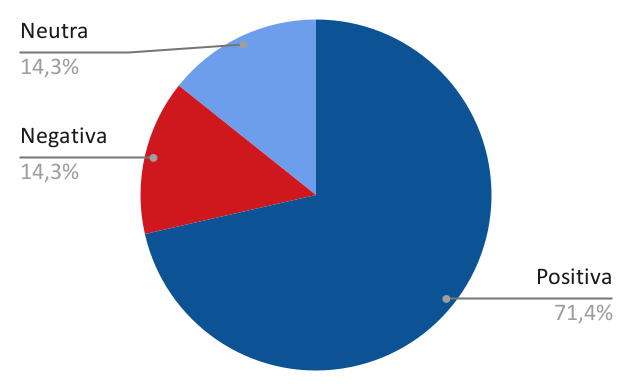 Neutra
14,3%
Negativa
14,3%
Positiva
71,4%